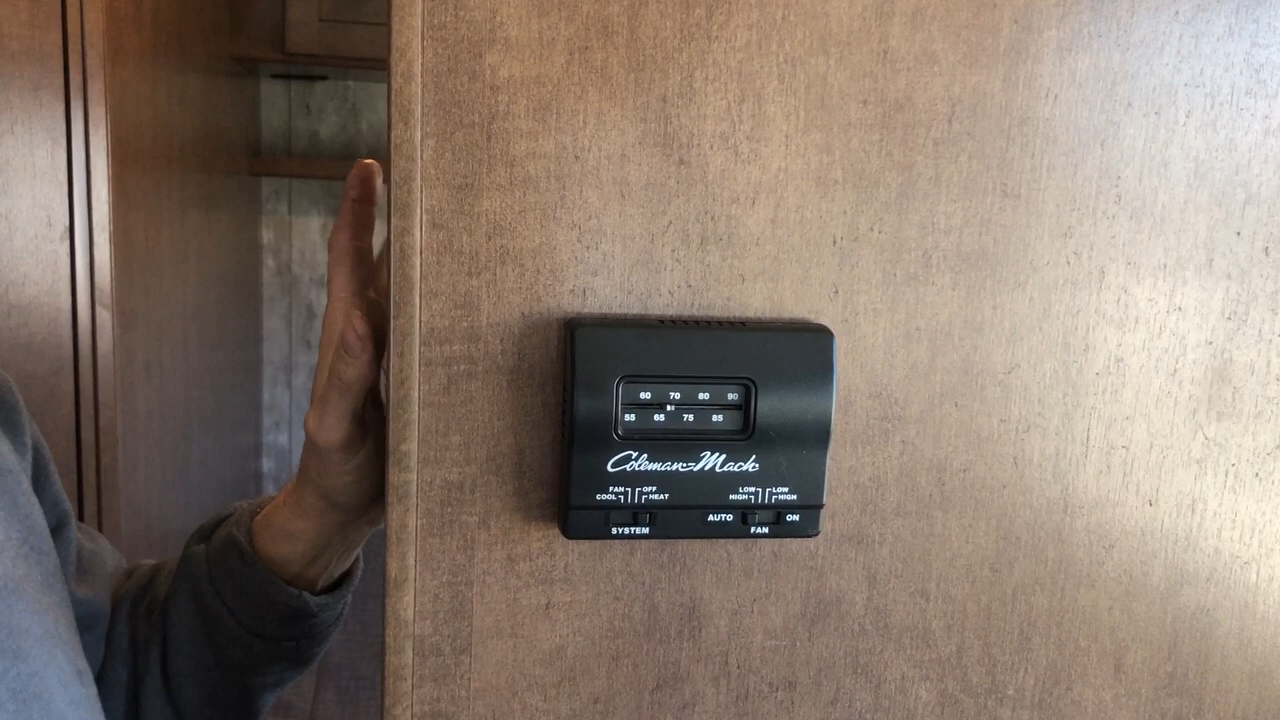 60 70 80 90
55 65 75 85
Coleman-Mach
FAN OFF
COOL HEAT
LOW LOW
HIGH HIGH
AUTO ON
SYSTEM FAN